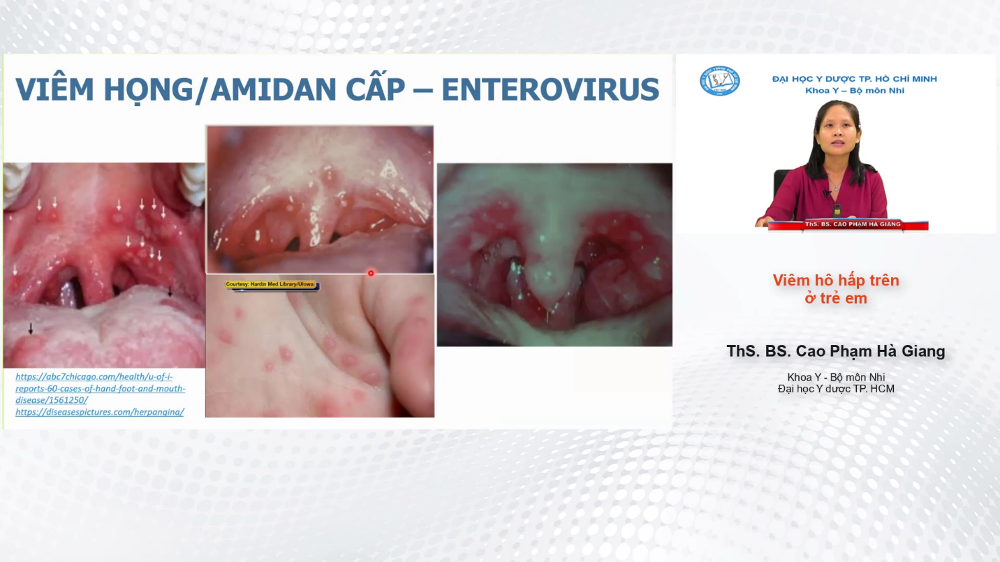 VIÊM HỌNG/AMIDAN CẤP – ENTEROVIRUS
A
Courtesy: Hardin Med Library/UIowa
https://abc7chicago.com/health/u-of-i-
reports-60-cases-of-hand-foot-and-mouth-
disease/1561250/
https://diseasespictures.com/herpangina/
ĐẠI HỌC Y DƯỢC TP. HỒ CHÍ MINH
Khoa Y – Bộ môn Nhi
ThS. BS. CAO PHẠM HÀ GIANG
Viêm hô hấp trên
ở trẻ em
ThS. BS. Cao Phạm Hà Giang
Khoa Y - Bộ môn Nhi
Đại học Y dược TP. HCM